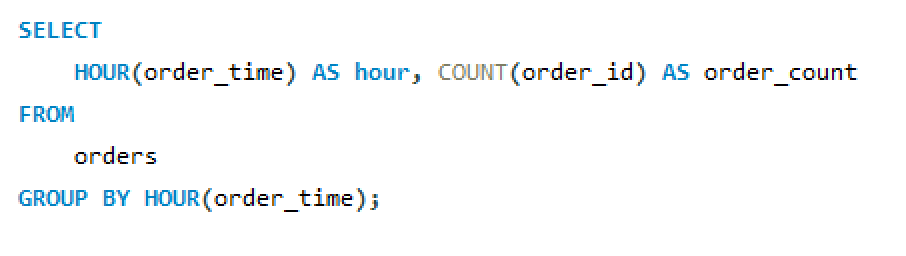 SELECT
    HOUR(order_time) AS hour, COUNT(order_id) AS order_count
FROM
    orders
GROUP BY HOUR(order_time);